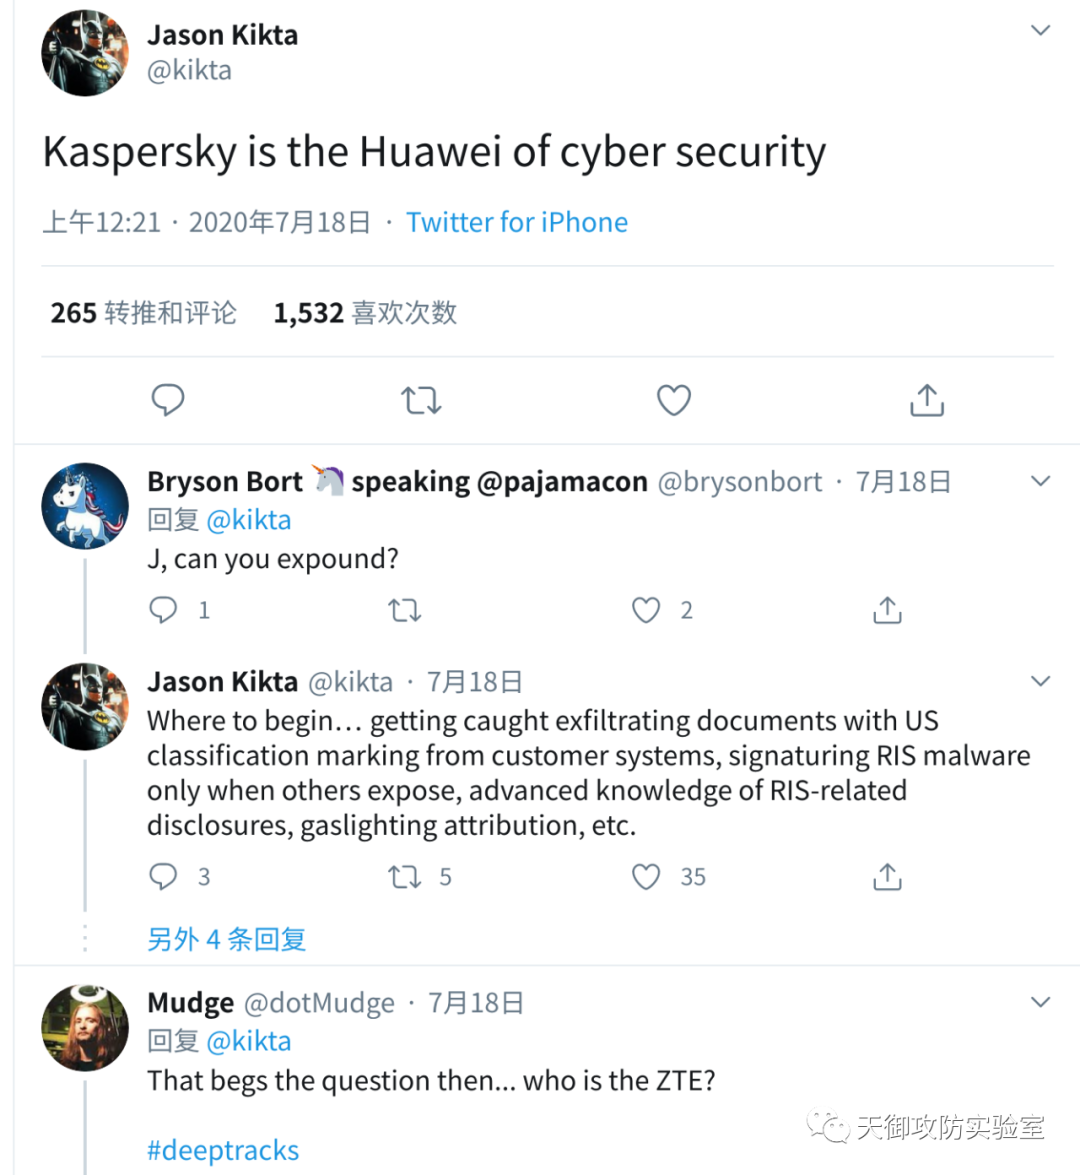 Jason Kikta
@kikta
Kaspersky is the Huawei of cyber security
上午12:21 · 2020年7月18日 · Twitter for iPhone
265 转推和评论 1,532 喜欢次数
Bryson Bort 🦄 speaking @pajamacon @brysonbort · 7月18日
回复 @kikta
J, can you expound?
1 2
Jason Kikta @kikta · 7月18日
Where to begin… getting caught exfiltrating documents with US
classification marking from customer systems, signaturing RIS malware
only when others expose, advanced knowledge of RIS-related
disclosures, gaslighting attribution, etc.
3 5 35
另外 4 条回复
Mudge @dotMudge · 7月18日
回复 @kikta
That begs the question then... who is the ZTE?
天御攻防实验室
#deeptracks